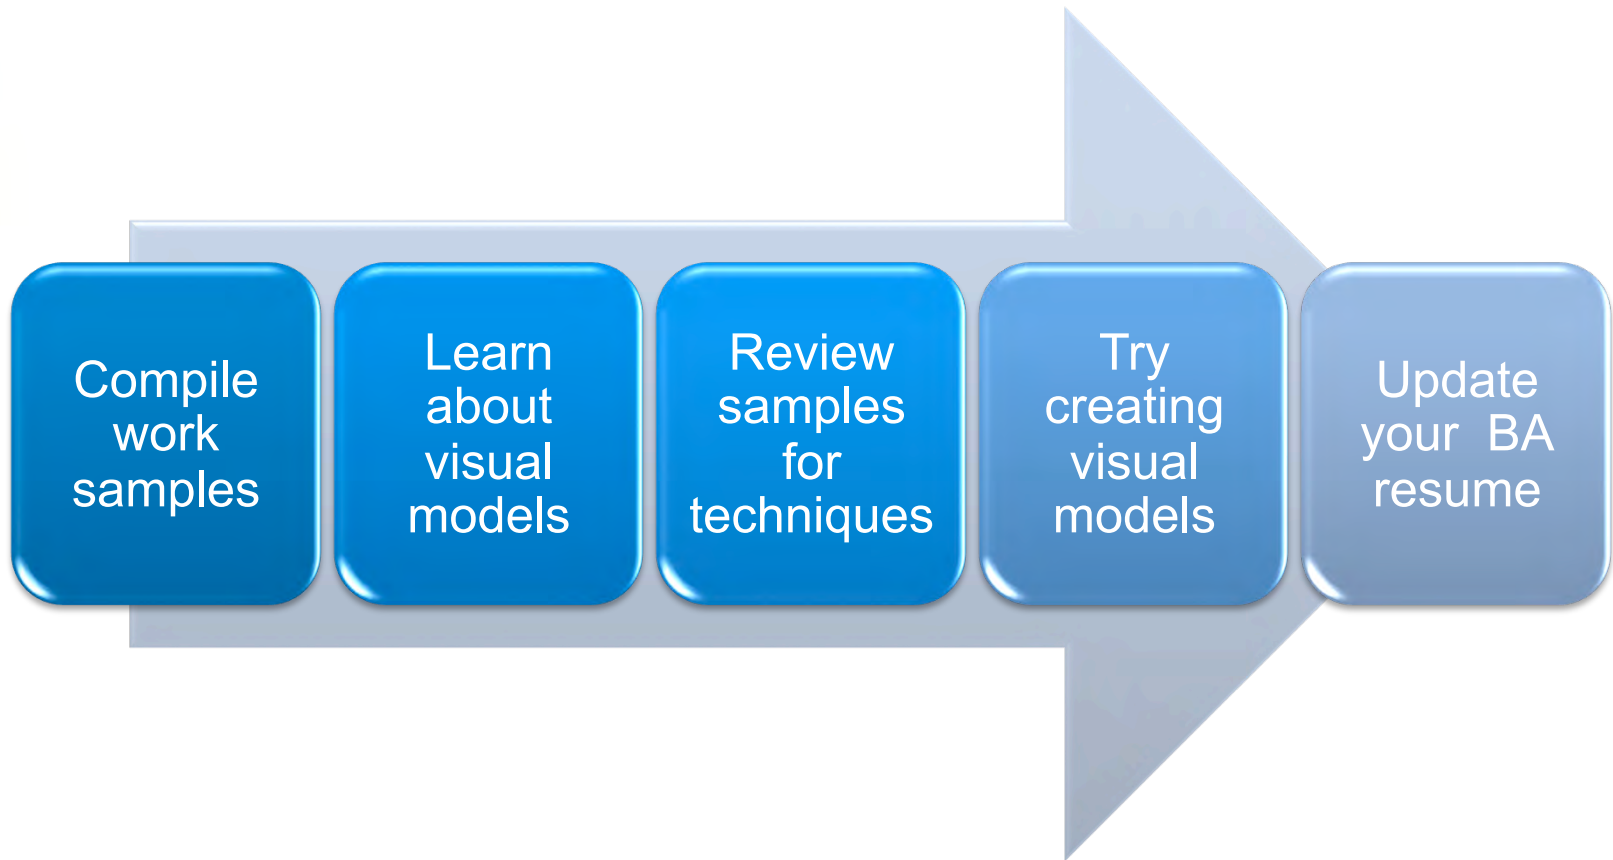 Compile
work
samples
Learn
about
visual
models
Review
samples
for
techniques
Try
creating
visual
models
Update
your  BA
resume